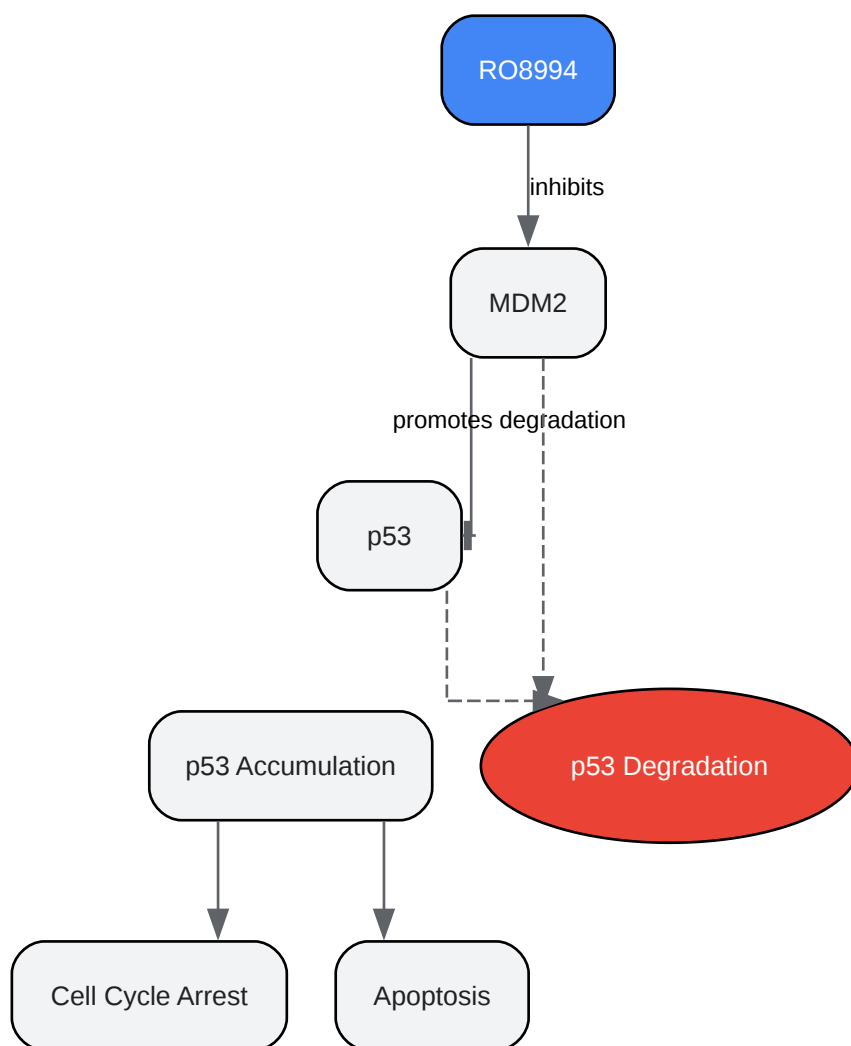 RO8994
inhibits
MDM2
promotes degradation
p53
p53 Accumulation
p53 Degradation
Cell Cycle Arrest
Apoptosis